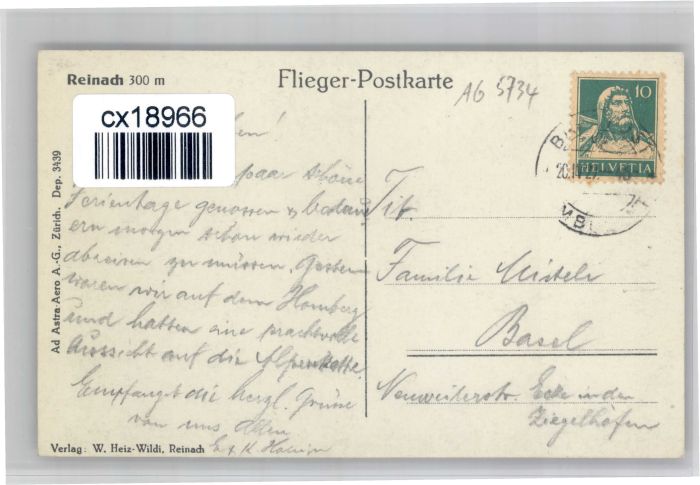 Reinach 300 m
Flieger-Postkarte
AG 5734
cx18966
10
HELVETIA
Ad Astra-Aero A.-G., Zürich. Dep. 3439
paar schöne
Ferientage genossen & bedau
ern morgen schon wieder
abreisen zu müssen. Gestern
waren wir auf dem Homberg
und hatten eine prachtvolle
Aussicht auf die Alpenkette.
Empfanget die herzl. Grüsse
von uns allen
Tit.
Familie
Basel
Neuweilerstr. Ecke in den
Ziegelhöfen
Verlag: W. Heiz-Wildi, Reinach